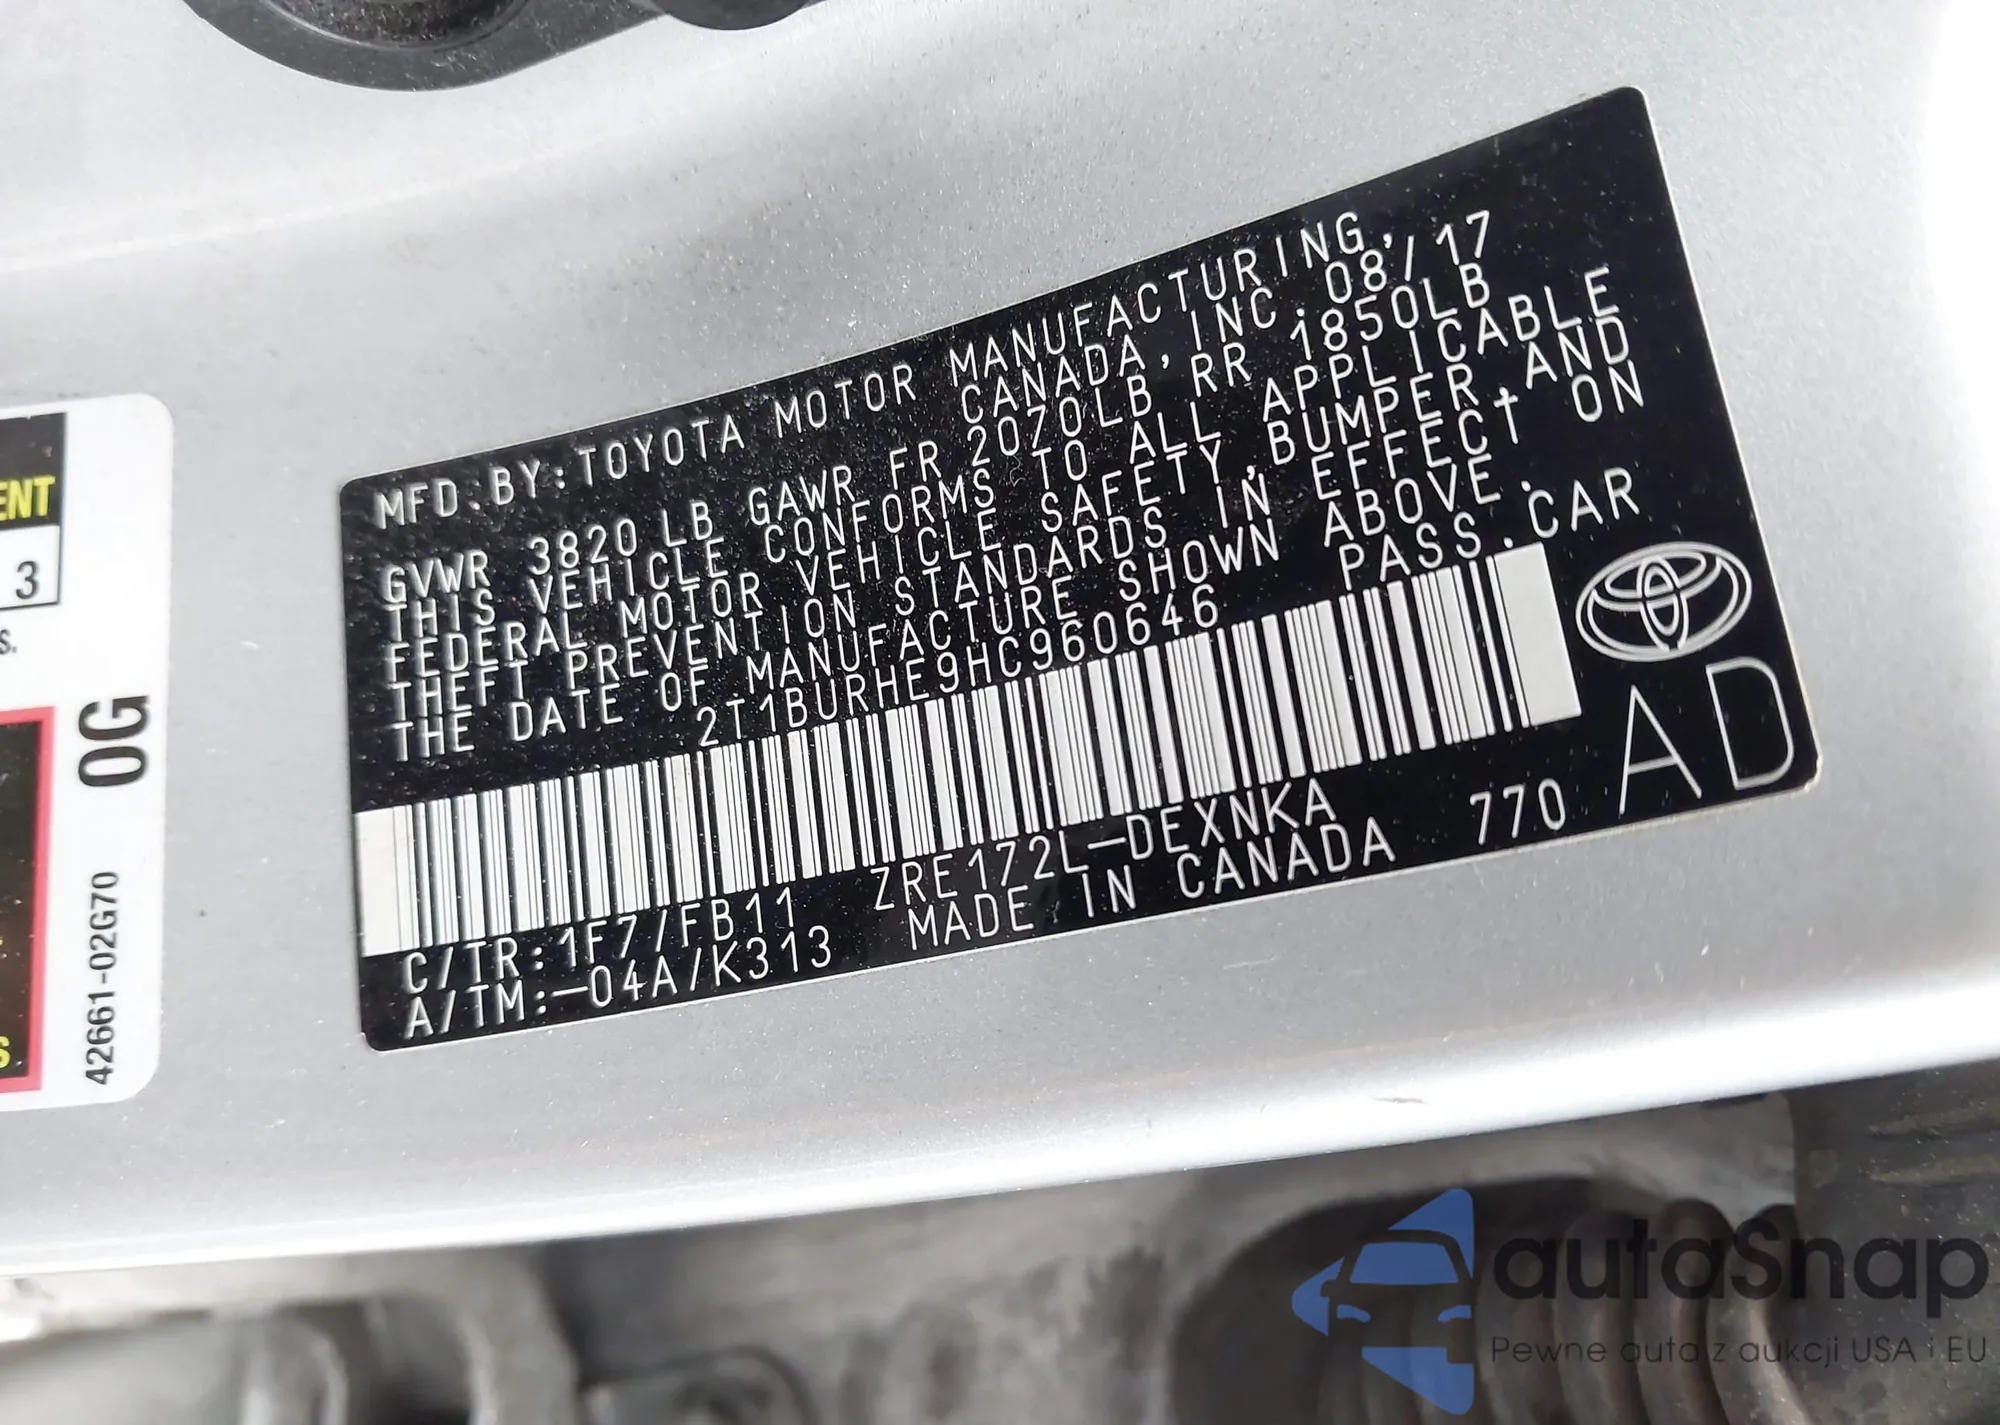 ENT
3
S.
0G
42661-02G70
S
MFD.BY:TOYOTA MOTOR MANUFACTURING,
CANADA,INC. 08/17
GVWR 3820 LB GAWR FR 2070LB RR 1850LB
THIS VEHICLE CONFORMS TO ALL APPLICABLE
FEDERAL MOTOR VEHICLE SAFETY,BUMPER,AND
THEFT PREVENTION STANDARDS IN EFFECT ON
THE DATE OF MANUFACTURE SHOWN ABOVE.
2T1BURHE9HC960646 PASS.CAR
C/TR:1F7/FB11 ZRE172L-DEXNKA
A/TM:-04A/K313 MADE IN CANADA 770
AD
autaSnap
Pewne auta z aukcji USA i EU